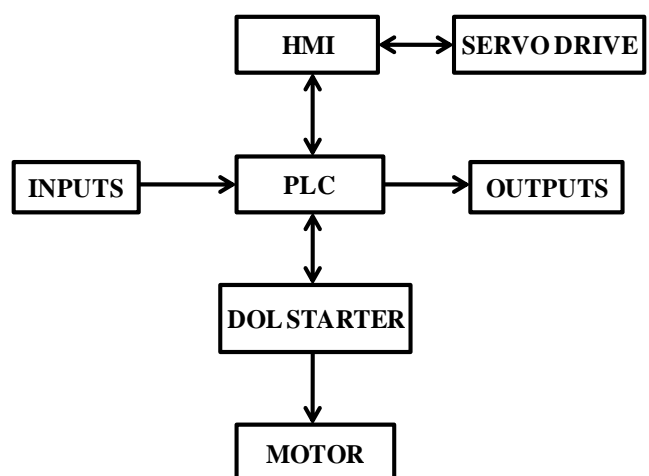 HMI
SERVO DRIVE
INPUTS
PLC
OUTPUTS
DOL STARTER
MOTOR